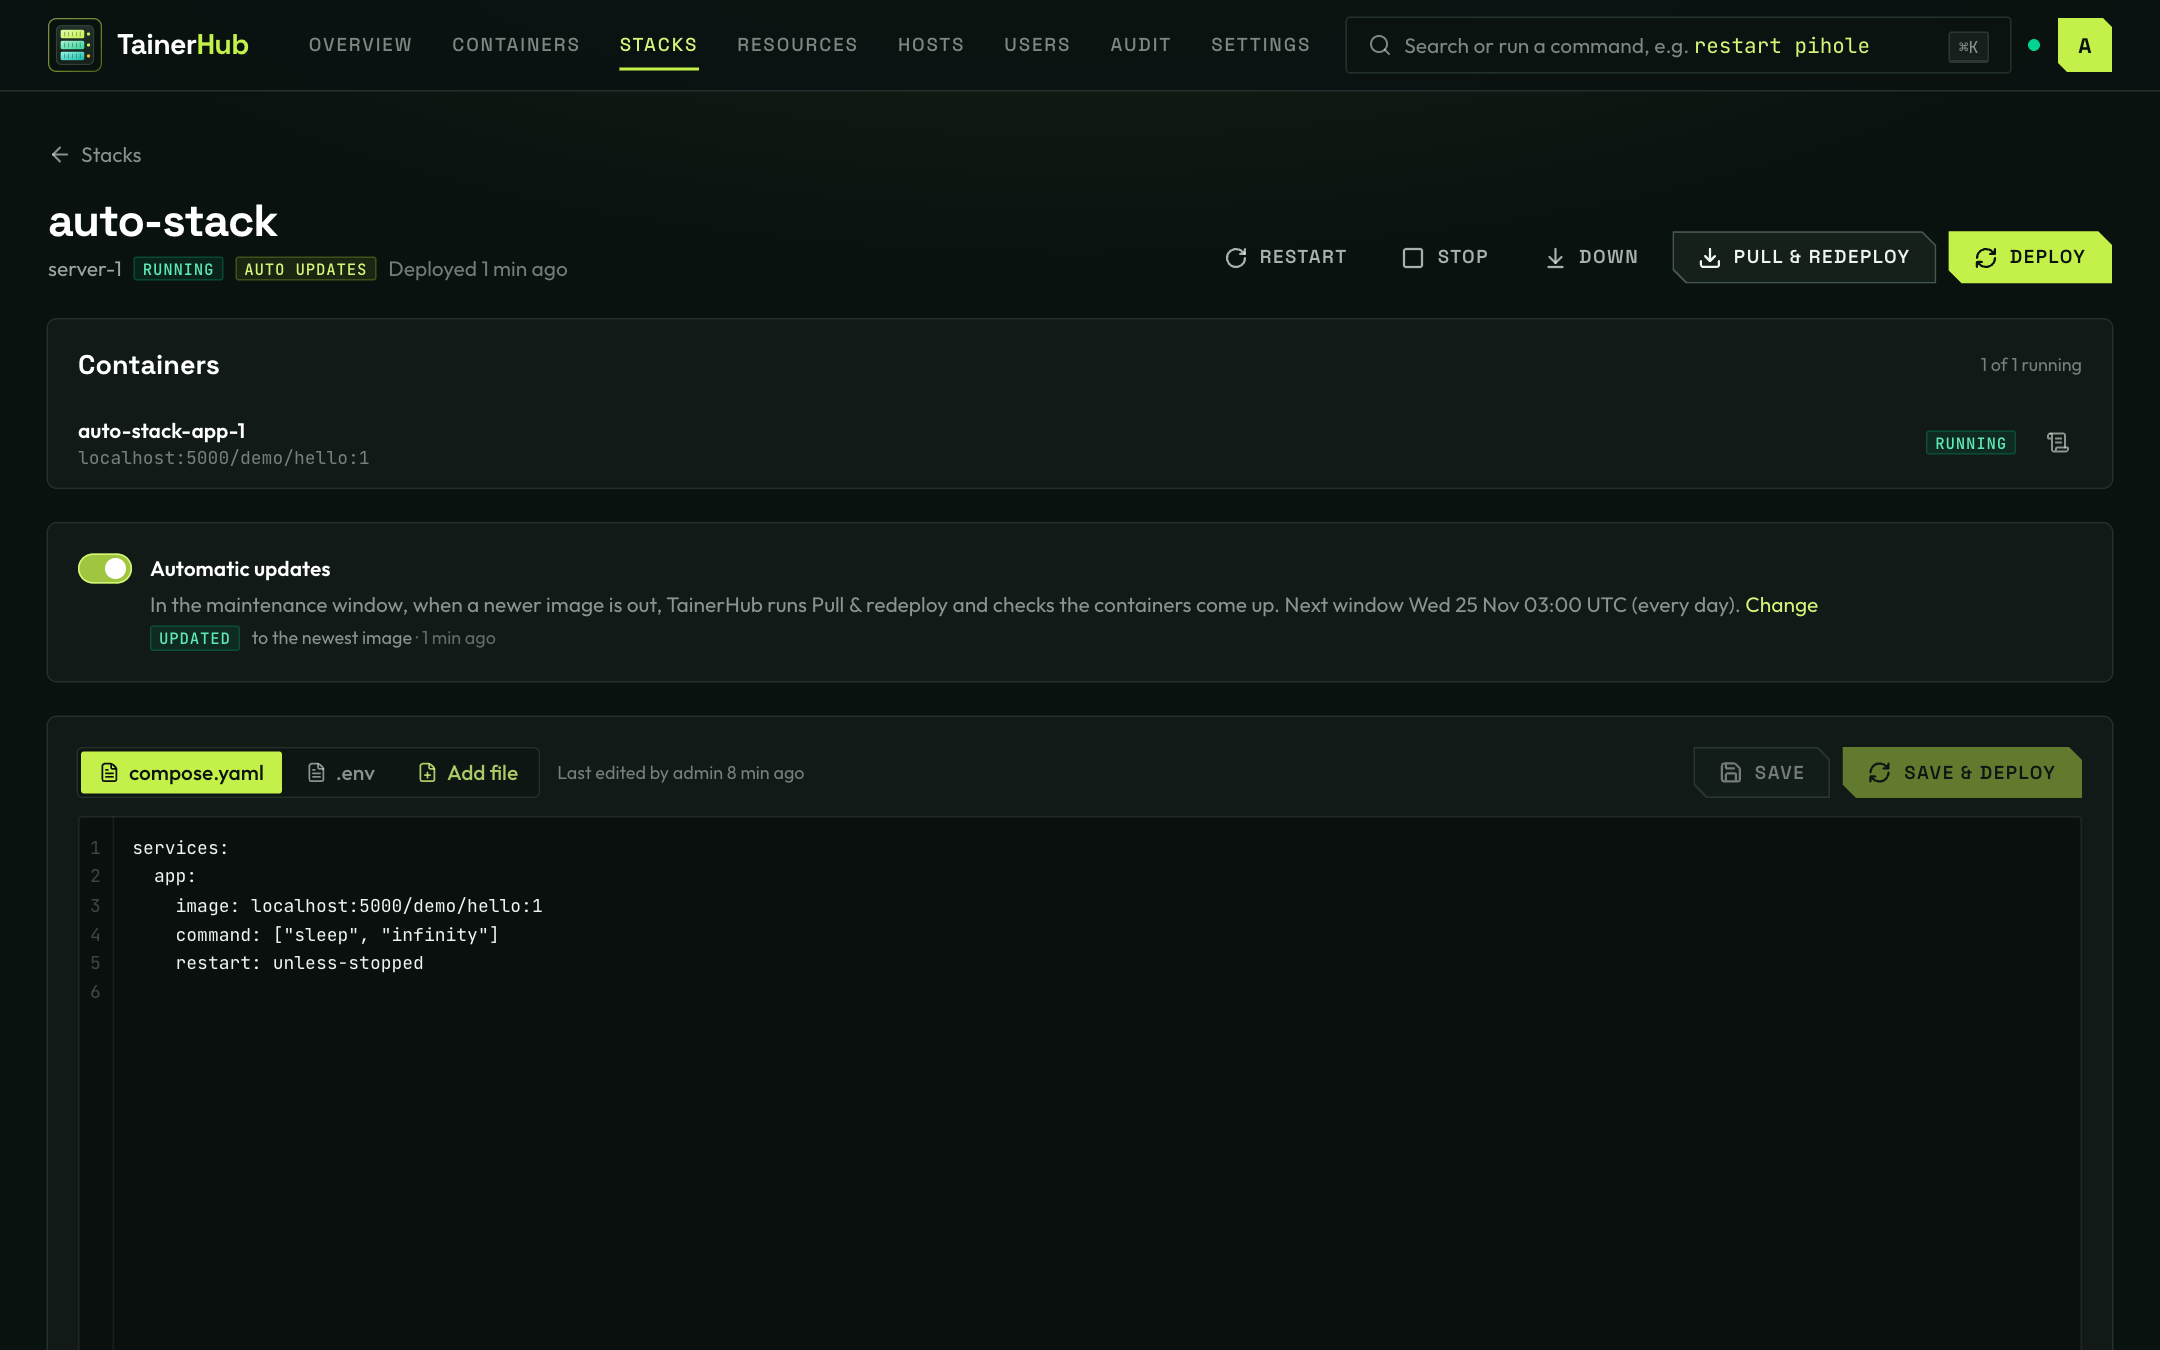 TainerHub OVERVIEW CONTAINERS STACKS RESOURCES HOSTS USERS AUDIT SETTINGS Search or run a command, e.g. restart pihole ⌘K A
Stacks
auto-stack
server-1 RUNNING AUTO UPDATES Deployed 1 min ago
RESTART STOP DOWN PULL & REDEPLOY DEPLOY
Containers 1 of 1 running
auto-stack-app-1
localhost:5000/demo/hello:1
RUNNING
Automatic updates
In the maintenance window, when a newer image is out, TainerHub runs Pull & redeploy and checks the containers come up. Next window Wed 25 Nov 03:00 UTC (every day). Change
UPDATED to the newest image · 1 min ago
compose.yaml .env Add file Last edited by admin 8 min ago SAVE SAVE & DEPLOY
1 services:
2   app:
3     image: localhost:5000/demo/hello:1
4     command: ["sleep", "infinity"]
5     restart: unless-stopped
6